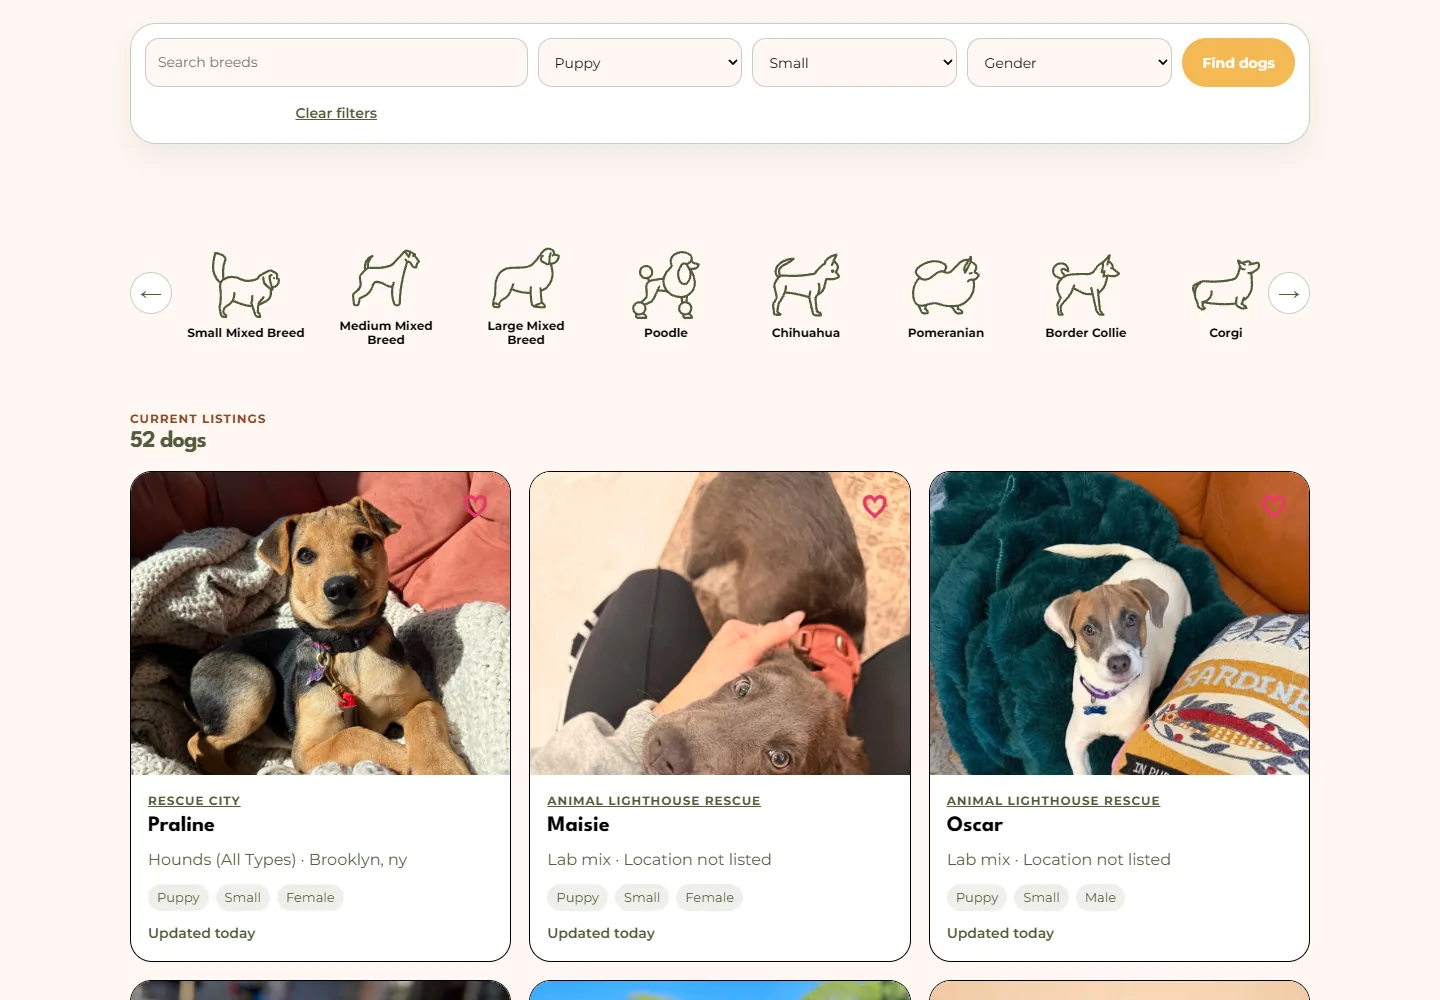 Search breeds
Puppy
Small
Gender
Find dogs
Clear filters
←
→
Small Mixed Breed
Medium Mixed
Breed
Large Mixed
Breed
Poodle
Chihuahua
Pomeranian
Border Collie
Corgi
CURRENT LISTINGS
52 dogs
SARDINE
IN PUR
RESCUE CITY
Praline
Hounds (All Types) · Brooklyn, ny
Puppy
Small
Female
Updated today
ANIMAL LIGHTHOUSE RESCUE
Maisie
Lab mix · Location not listed
Puppy
Small
Female
Updated today
ANIMAL LIGHTHOUSE RESCUE
Oscar
Lab mix · Location not listed
Puppy
Small
Male
Updated today